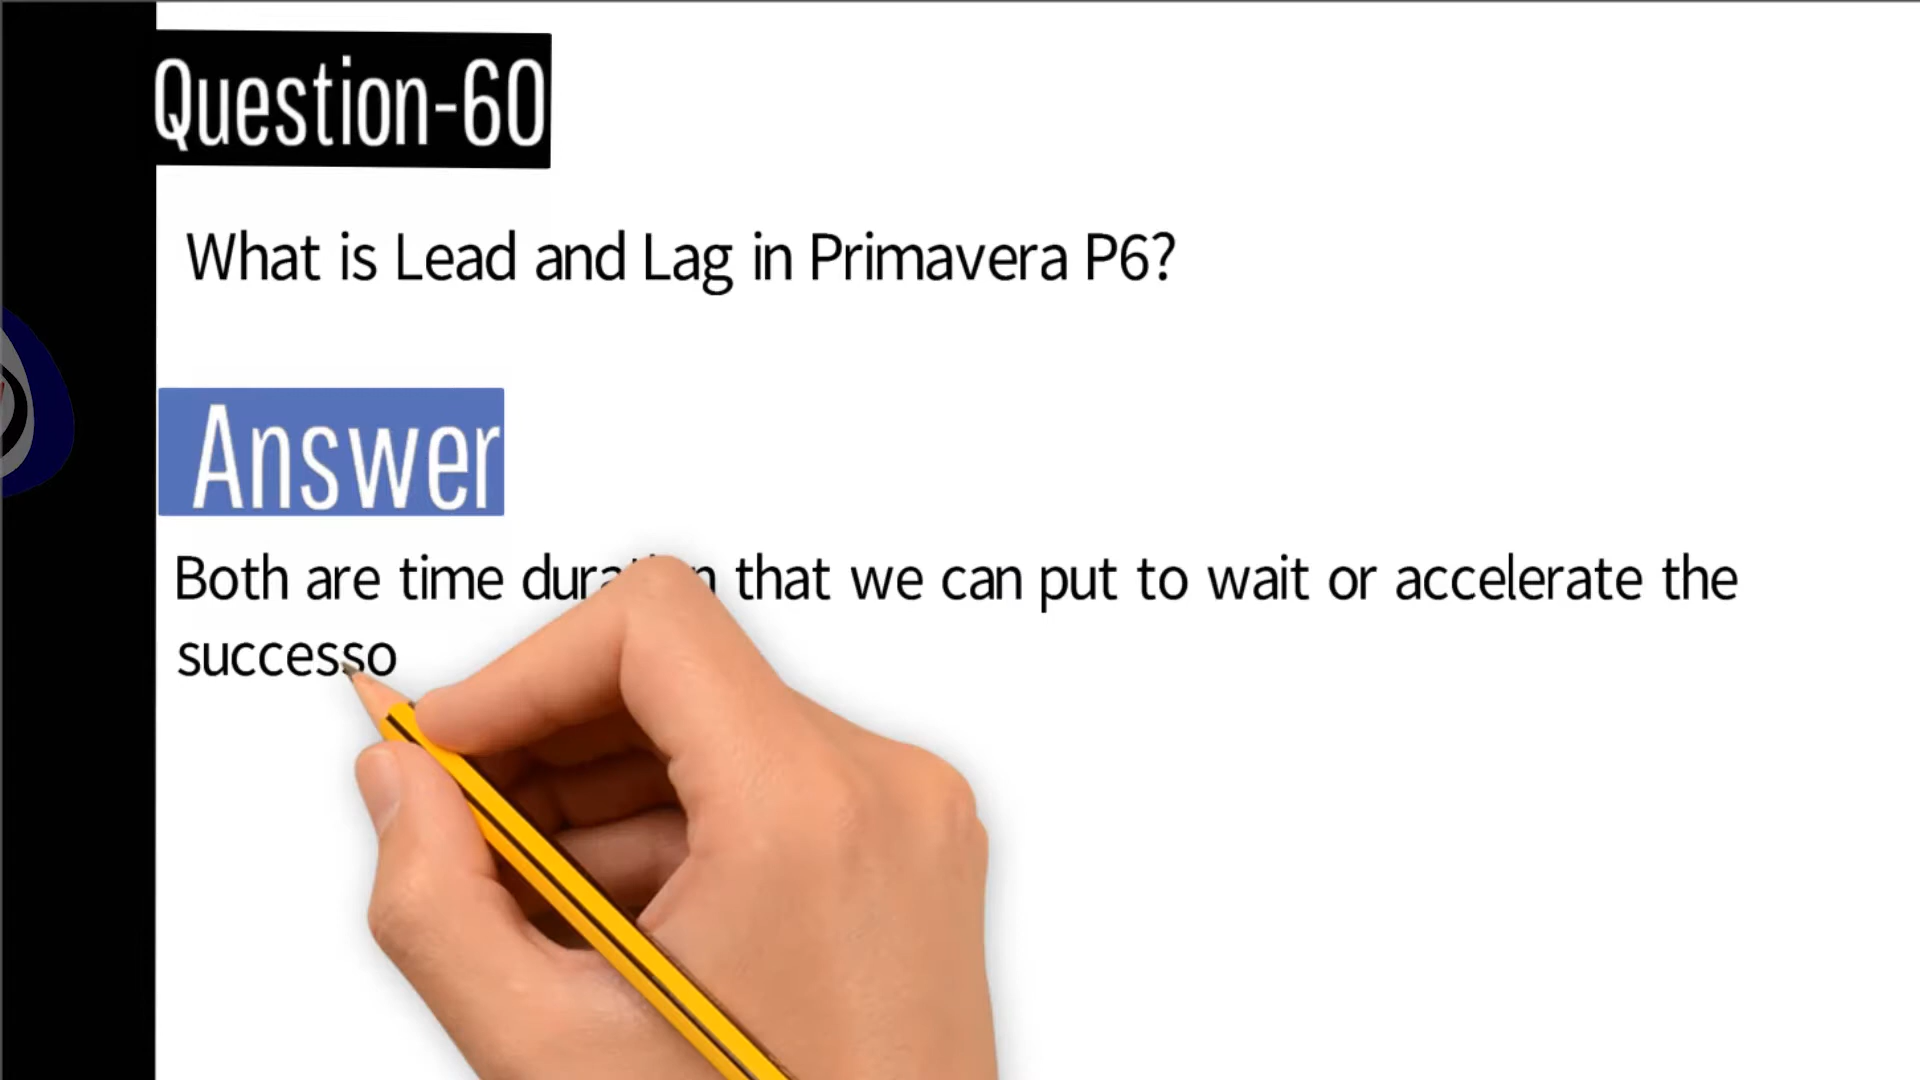 Question-60
What is Lead and Lag in Primavera P6?
Answer
Both are time duration that we can put to wait or accelerate the
successo